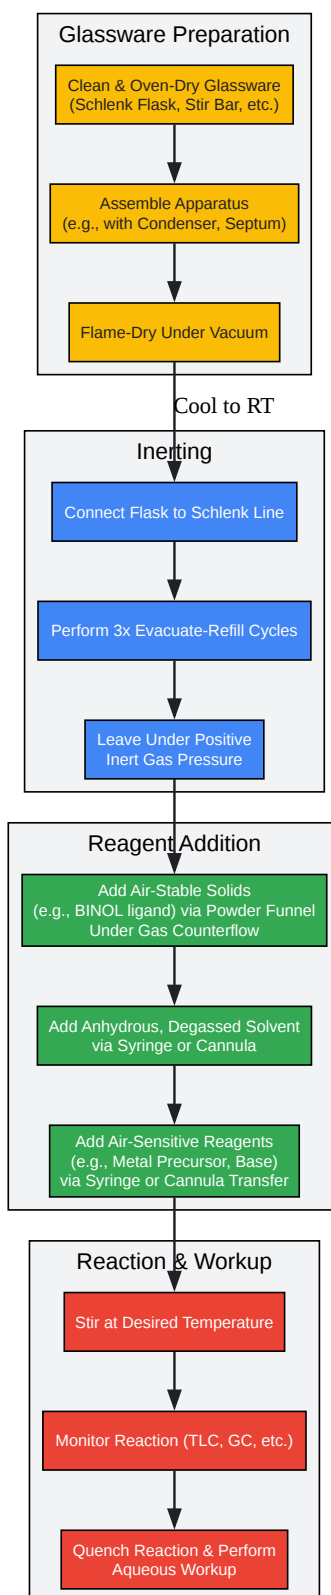 Glassware Preparation
Clean & Oven-Dry Glassware
(Schlenk Flask, Stir Bar, etc.)
Assemble Apparatus
(e.g., with Condenser, Septum)
Flame-Dry Under Vacuum
Cool to RT
Inerting
Connect Flask to Schlenk Line
Perform 3x Evacuate-Refill Cycles
Leave Under Positive
Inert Gas Pressure
Reagent Addition
Add Air-Stable Solids
(e.g., BINOL ligand) via Powder Funnel
Under Gas Counterflow
Add Anhydrous, Degassed Solvent
via Syringe or Cannula
Add Air-Sensitive Reagents
(e.g., Metal Precursor, Base)
via Syringe or Cannula Transfer
Reaction & Workup
Stir at Desired Temperature
Monitor Reaction (TLC, GC, etc.)
Quench Reaction & Perform
Aqueous Workup